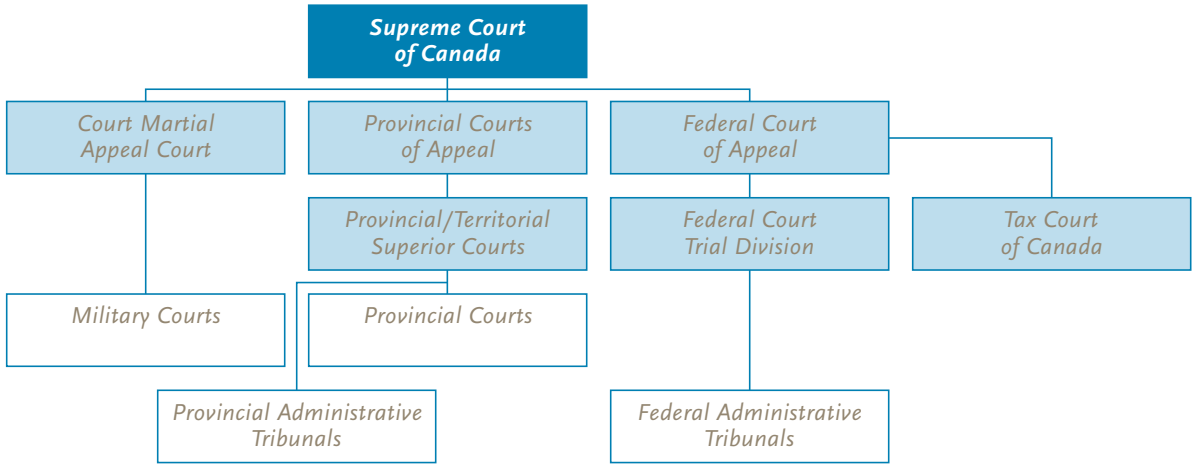 Supreme Court
of Canada
Court Martial
Appeal Court
Provincial Courts
of Appeal
Federal Court
of Appeal
Provincial/Territorial
Superior Courts
Federal Court
Trial Division
Tax Court
of Canada
Military Courts
Provincial Courts
Provincial Administrative
Tribunals
Federal Administrative
Tribunals